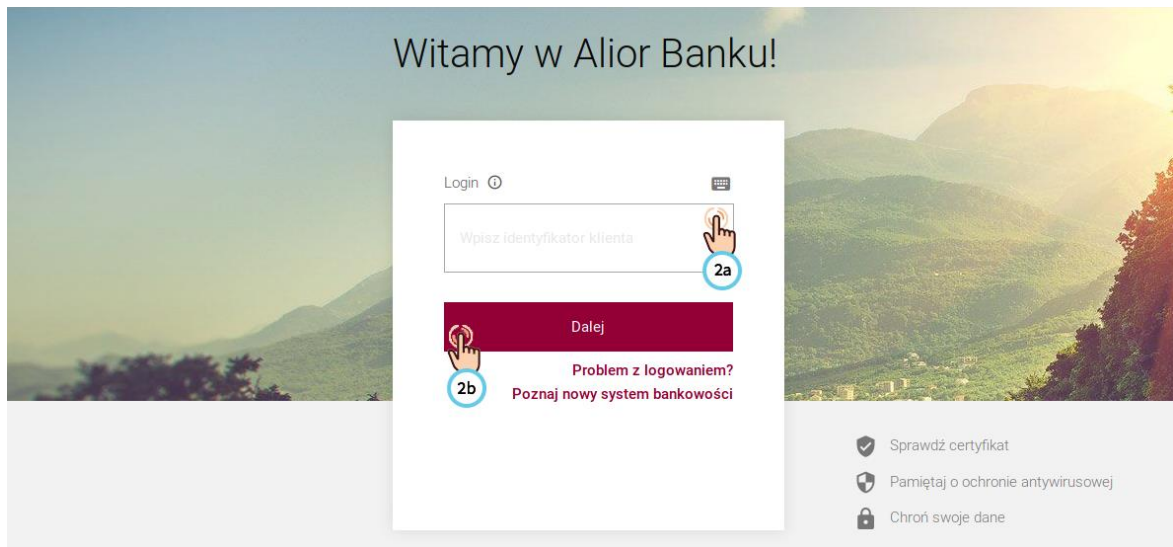 Witamy w Alior Banku!
Login
Wpisz identyfikator klienta
2a
Dalej
2b
Problem z logowaniem?
Poznaj nowy system bankowości
Sprawdź certyfikat
Pamiętaj o ochronie antywirusowej
Chroń swoje dane